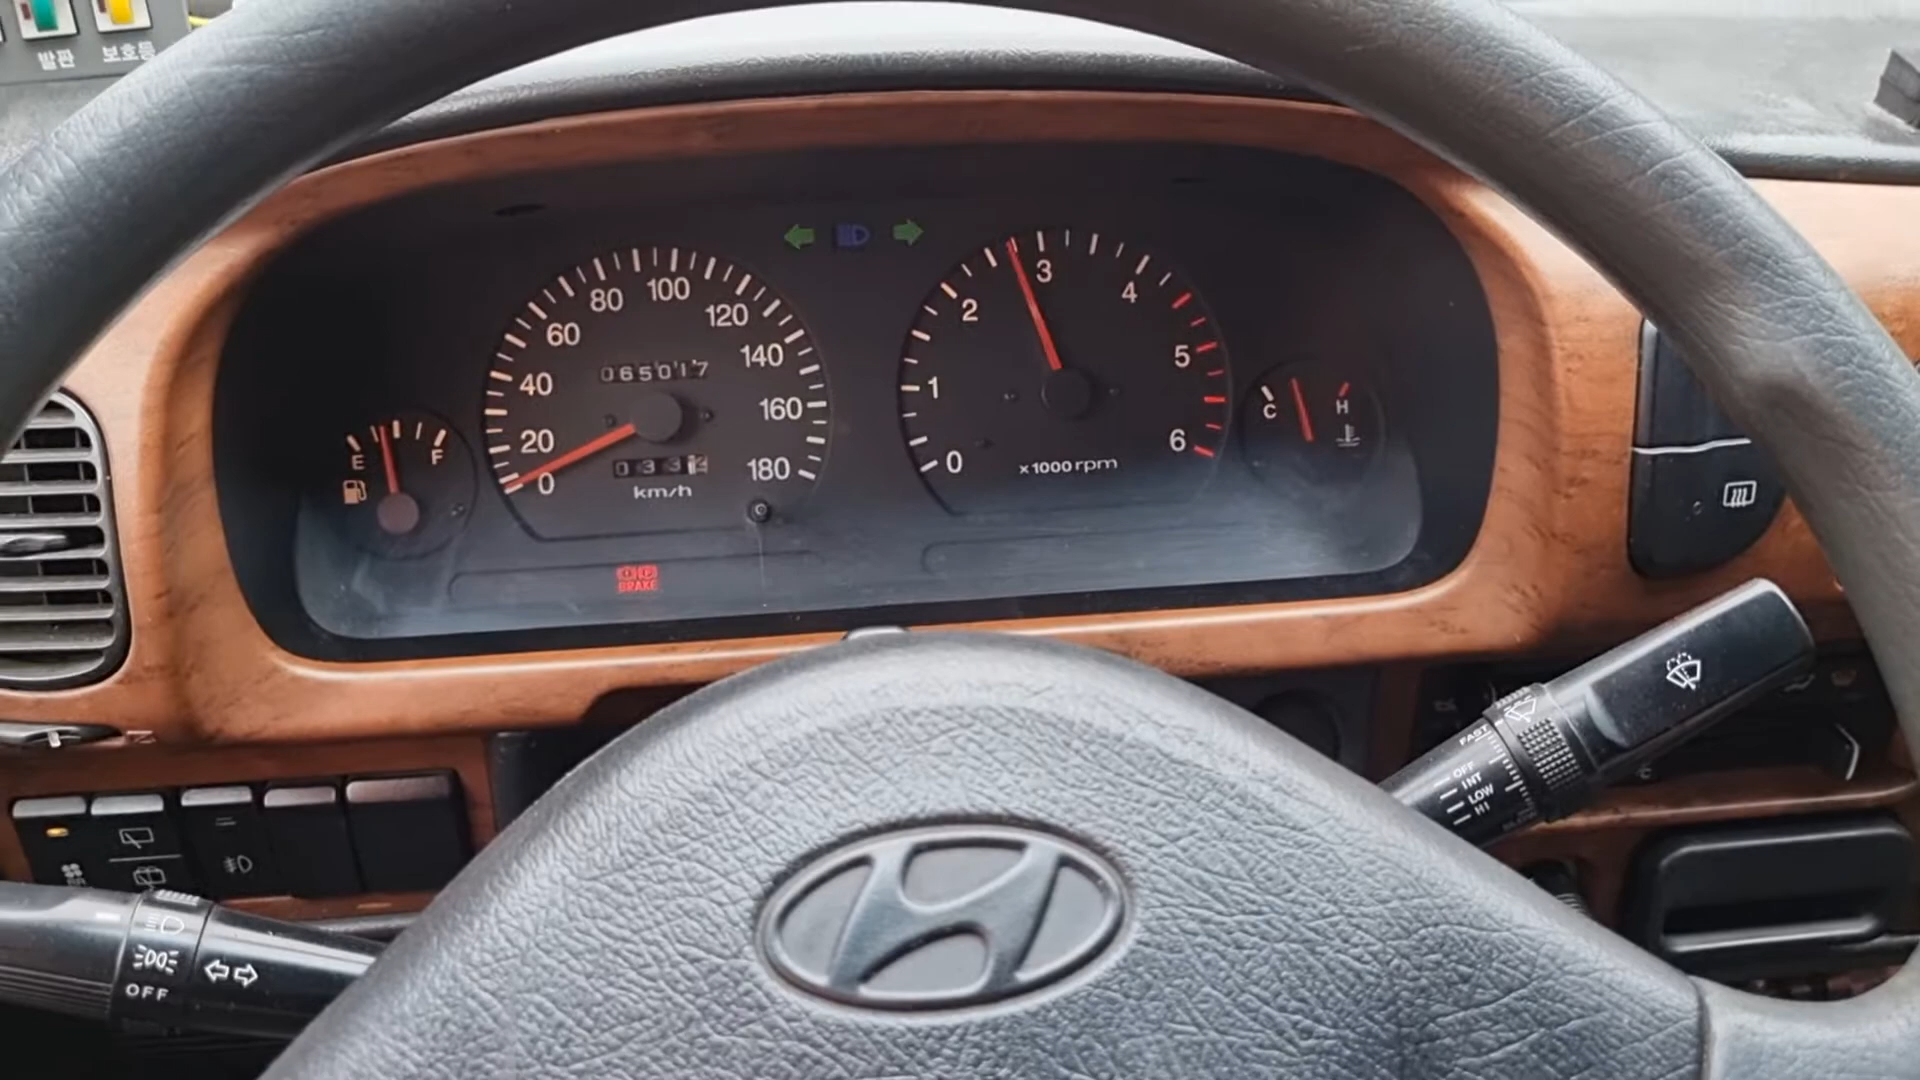 발판 보호등
80 100
60 120
40 140
065017
160
20
0
033
180
km/h
E F
BRAKE
3
2 4
1 5
0 6
x1000rpm
C H
FAST
OFF
INT
LOW
HI
OFF